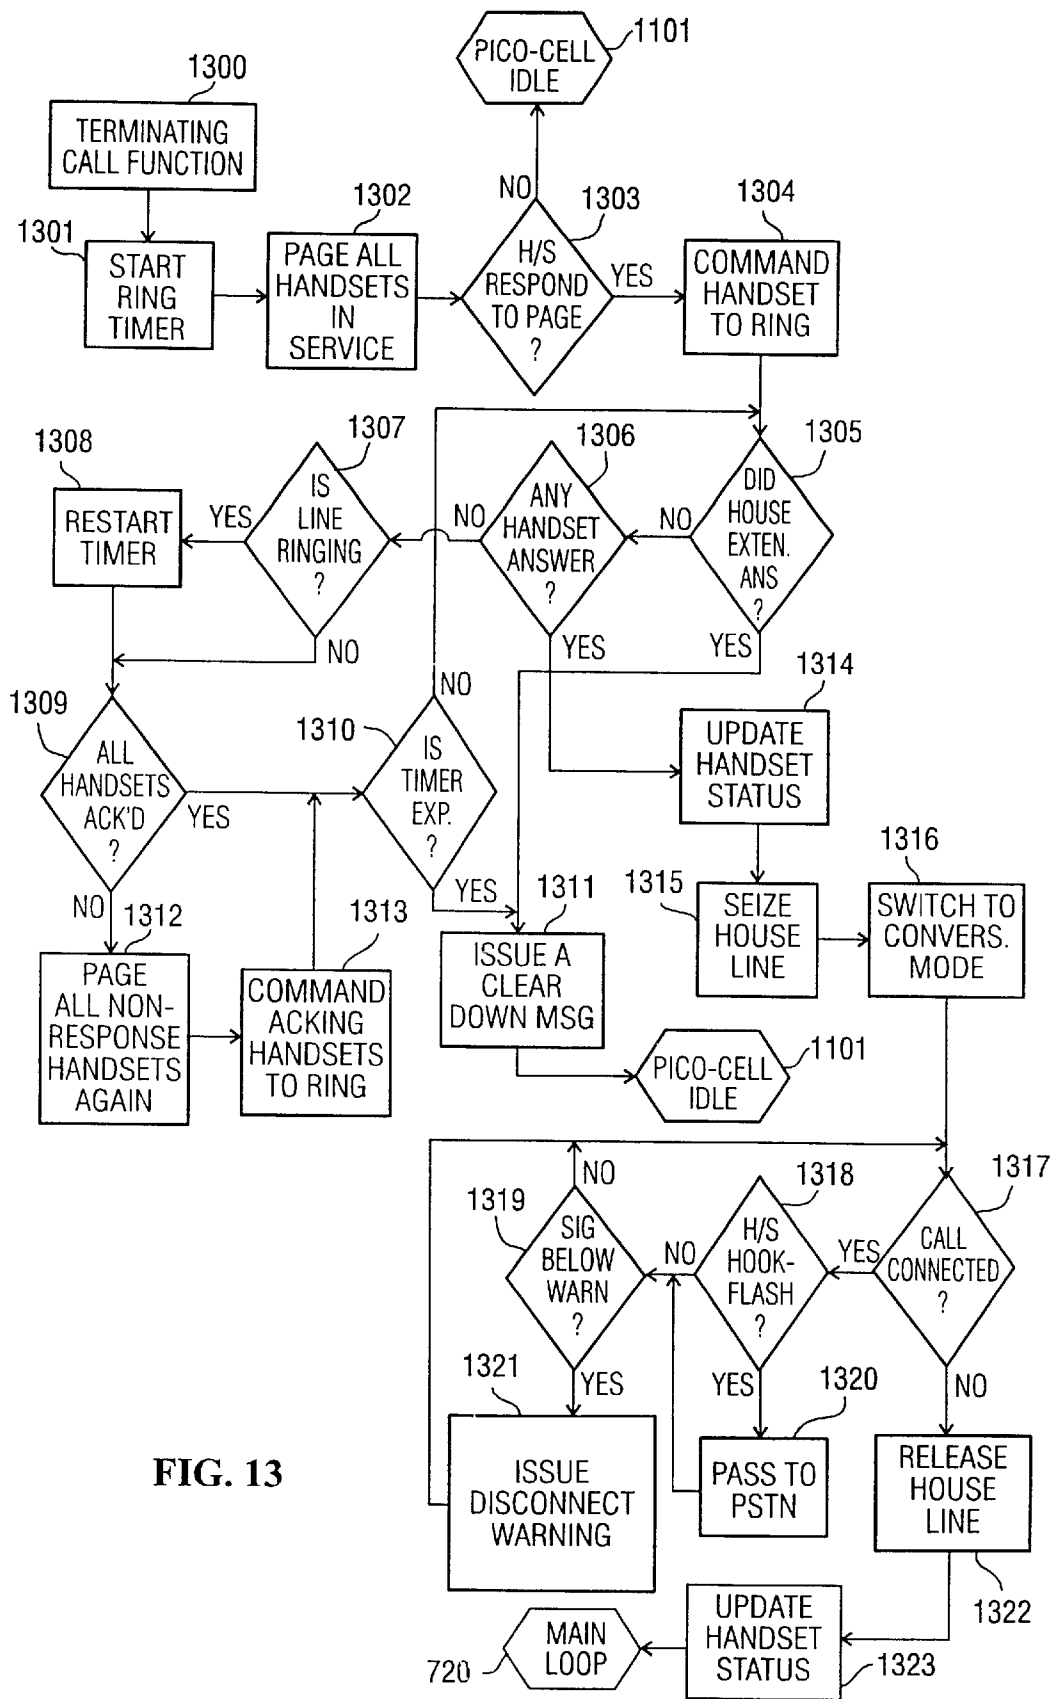 1101
PICO-CELL
IDLE
1300
TERMINATING
CALL FUNCTION
1301
START
RING
TIMER
1302
PAGE ALL
HANDSETS
IN
SERVICE
NO
1303
H/S
RESPOND
TO PAGE
?
YES
1304
COMMAND
HANDSET
TO RING
1308
RESTART
TIMER
YES
1307
IS
LINE
RINGING
?
NO
NO
1306
ANY
HANDSET
ANSWER
?
YES
NO
1305
DID
HOUSE
EXTEN.
ANS
?
YES
1309
ALL
HANDSETS
ACK'D
?
YES
NO
1310
NO
IS
TIMER
EXP.
?
YES
1314
UPDATE
HANDSET
STATUS
1312
PAGE
ALL NON-
RESPONSE
HANDSETS
AGAIN
1313
COMMAND
ACKING
HANDSETS
TO RING
1311
ISSUE A
CLEAR
DOWN MSG
1315
SEIZE
HOUSE
LINE
1316
SWITCH TO
CONVERS.
MODE
1101
PICO-CELL
IDLE
1319
NO
SIG
BELOW
WARN
?
YES
NO
1318
H/S
HOOK-
FLASH
?
YES
YES
1317
CALL
CONNECTED
?
NO
1321
ISSUE
DISCONNECT
WARNING
1320
PASS TO
PSTN
RELEASE
HOUSE
LINE
1322
FIG. 13
720
MAIN
LOOP
UPDATE
HANDSET
STATUS
1323